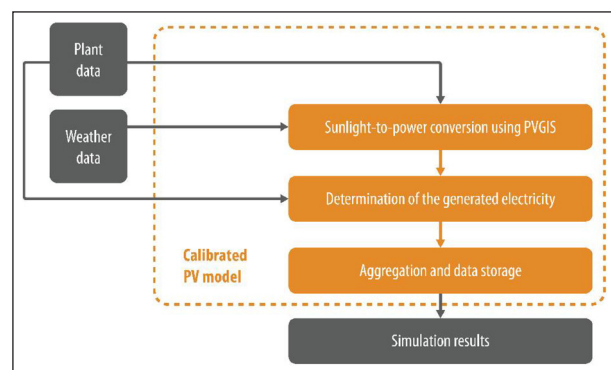 Plant
data
Weather
data
Sunlight-to-power conversion using PVGIS
Determination of the generated electricity
Calibrated
PV model
Aggregation and data storage
Simulation results